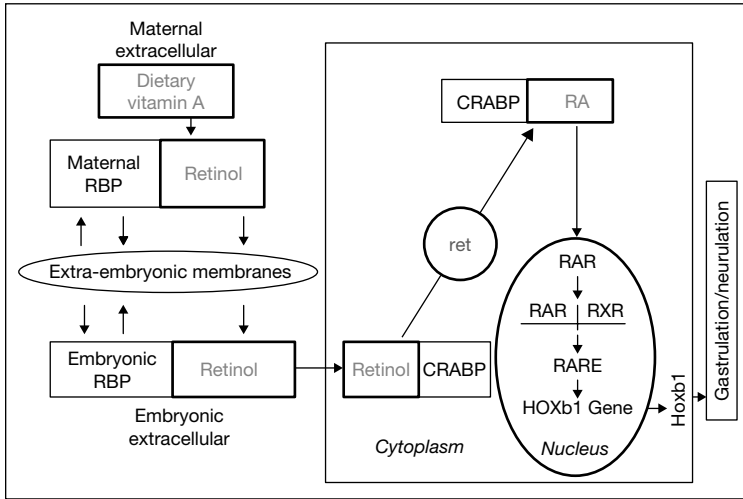 Maternal extracellular
Dietary
vitamin A
Maternal
RBP
Retinol
Extra-embryonic membranes
Embryonic
RBP
Retinol
Embryonic
extracellular
Retinol
CRABP
ret
CRABP
RA
RAR
RAR RXR
RARE
HOXb1 Gene
Cytoplasm
Nucleus
Hoxb1
Gastrulation/neurulation